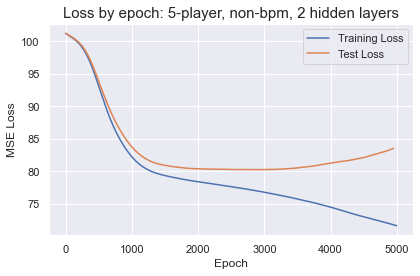 Loss by epoch: 5-player, non-bpm, 2 hidden layers
Training Loss
Test Loss
MSE Loss
100
95
90
85
80
75
0
1000
2000
3000
4000
5000
Epoch